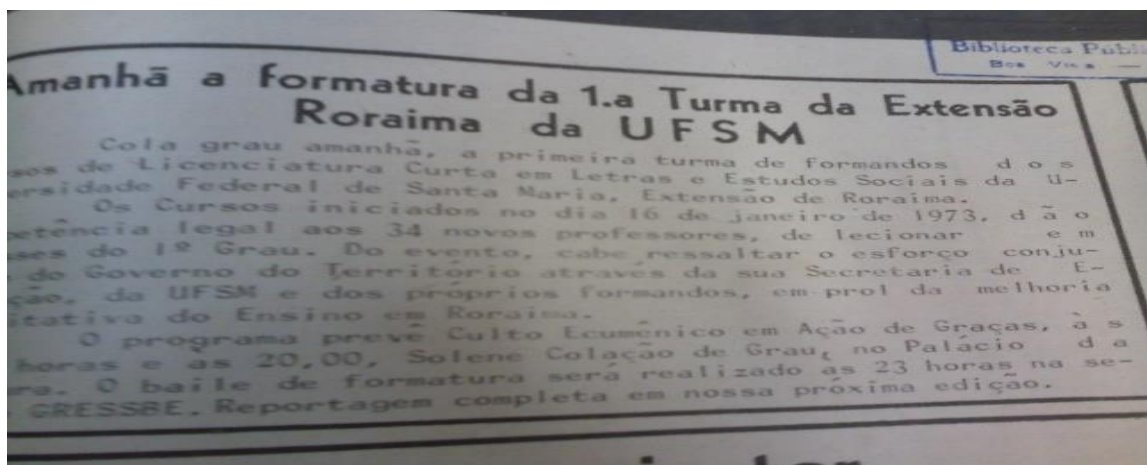 Biblioteca Públi
Boa Vista —
Amanhã a formatura da 1.a Turma da Extensão
Roraima da UFSM
Cola grau amanhã, a primeira turma de formandos dos
sos de Licenciatura Curta em Letras e Estudos Sociais da U-
ersidade Federal de Santa Maria, Extensão de Roraima.
Os Cursos iniciados no dia 16 de janeiro de 1973, dão
petência legal aos 34 novos professores, de lecionar em
ses do 1º Grau. Do evento, cabe ressaltar o esforço conju-
do Governo do Território através da sua Secretaria de E-
ção, da UFSM e dos próprios formandos, em prol da melhoria
itativa do Ensino em Roraima.
O programa prevê Culto Ecumênico em Ação de Graças, às
horas e às 20,00, Solene Colação de Grau, no Palácio da
ra. O baile de formatura será realizado as 23 horas na se-
GRESSBE. Reportagem completa em nossa próxima edição.